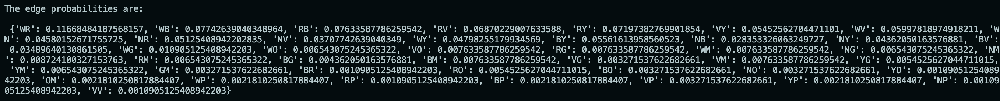 The edge probabilities are:
{'WR': 0.11668484187568157, 'WB': 0.07742639040348964, 'RB': 0.07633587786259542, 'RV': 0.06870229007633588, 'RY': 0.07197382769901854, 'VY': 0.05452562704471101, 'WV': 0.05997818974918211, 'W
N': 0.04580152671755725, 'NR': 0.05125408942202835, 'NV': 0.03707742639040349, 'WY': 0.04798255179934569, 'BY': 0.05561613958560523, 'NB': 0.028353326063249727, 'NY': 0.04362050163576881, 'BV':
0.03489640130861505, 'WG': 0.010905125408942203, 'WO': 0.006543075245365322, 'VO': 0.007633587786259542, 'RG': 0.007633587786259542, 'WM': 0.007633587786259542, 'NG': 0.006543075245365322, 'NM
': 0.008724100327153763, 'RM': 0.006543075245365322, 'BG': 0.004362050163576881, 'BM': 0.007633587786259542, 'VG': 0.003271537622682661, 'VM': 0.007633587786259542, 'YG': 0.0054525627044711015,
'YM': 0.006543075245365322, 'GM': 0.003271537622682661, 'BR': 0.0010905125408942203, 'RO': 0.0054525627044711015, 'BO': 0.003271537622682661, 'NO': 0.003271537622682661, 'YO': 0.00109051254089
42203, 'OM': 0.0021810250817884407, 'WP': 0.0021810250817884407, 'RP': 0.0010905125408942203, 'BP': 0.0021810250817884407, 'VP': 0.003271537622682661, 'YP': 0.0021810250817884407, 'NP': 0.00109
05125408942203, 'VV': 0.0010905125408942203}